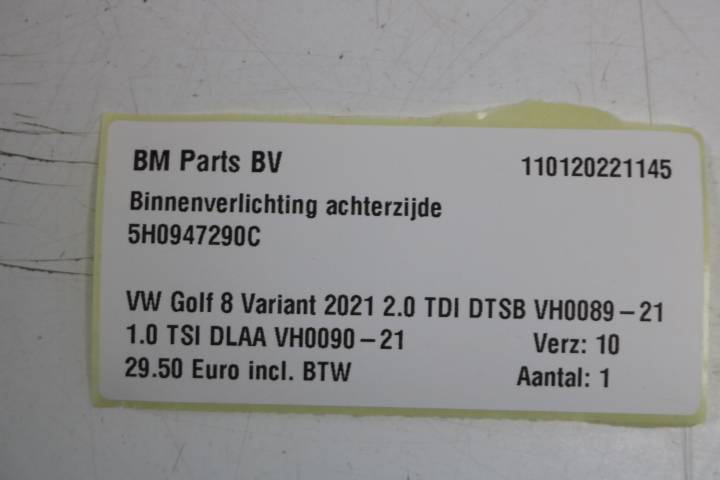 BM Parts BV 110120221145
Binnenverlichting achterzijde
5H0947290C
VW Golf 8 Variant 2021 2.0 TDI DTSB VH0089-21
1.0 TSI DLAA VH0090-21 Verz: 10
29.50 Euro incl. BTW Aantal: 1